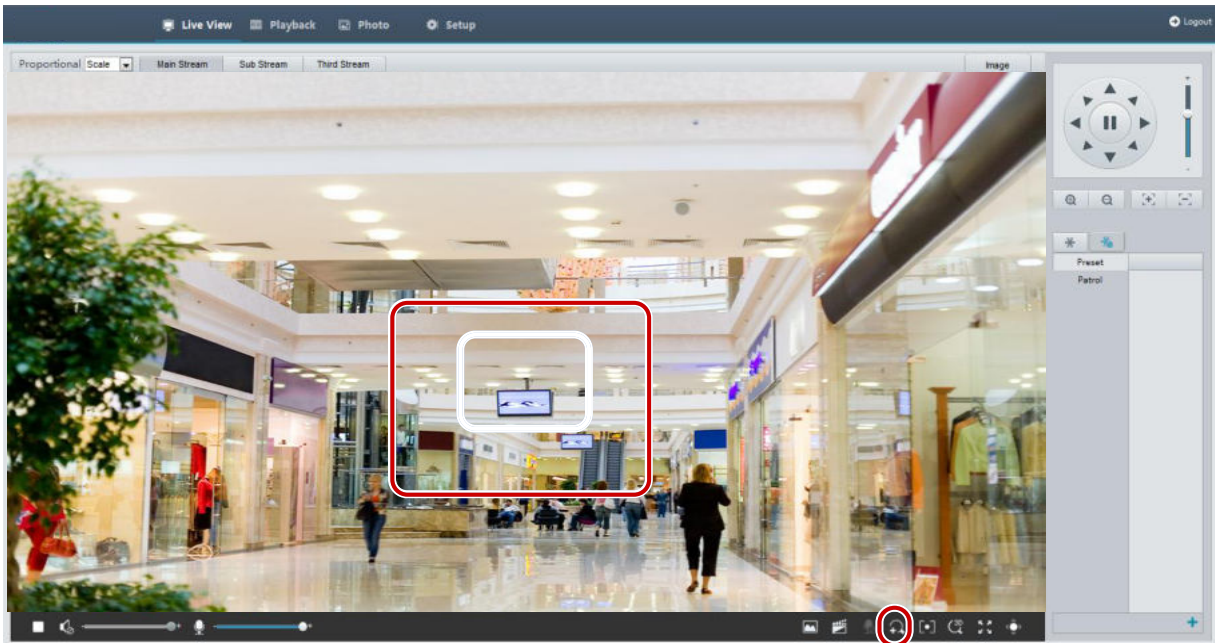 Live View Playback Photo Setup Logout
Proportional Scale Main Stream Sub Stream Third Stream Image
Preset
Patrol